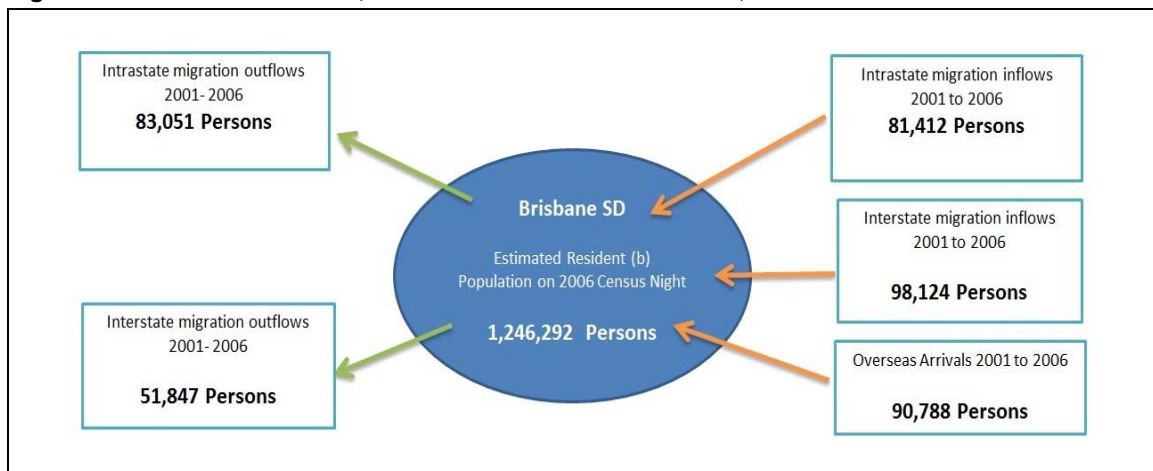 Intrastate migration outflows
2001- 2006
83,051 Persons
Intrastate migration inflows
2001 to 2006
81,412 Persons
Brisbane SD
Estimated Resident (b)
Population on 2006 Census Night
1,246,292 Persons
Interstate migration inflows
2001 to 2006
98,124 Persons
Interstate migration outflows
2001- 2006
51,847 Persons
Overseas Arrivals 2001 to 2006
90,788 Persons